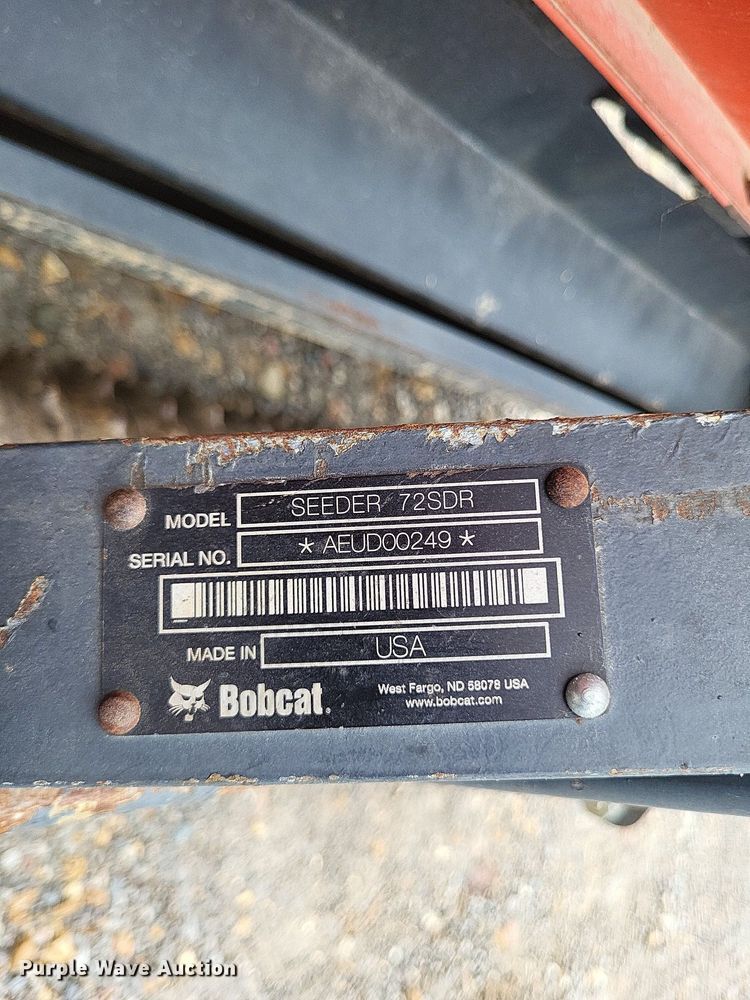 MODEL SEEDER 72SDR
SERIAL NO. * AEUD00249 *
MADE IN USA
Bobcat.
West Fargo, ND 58078 USA
www.bobcat.com
Purple Wave Auction